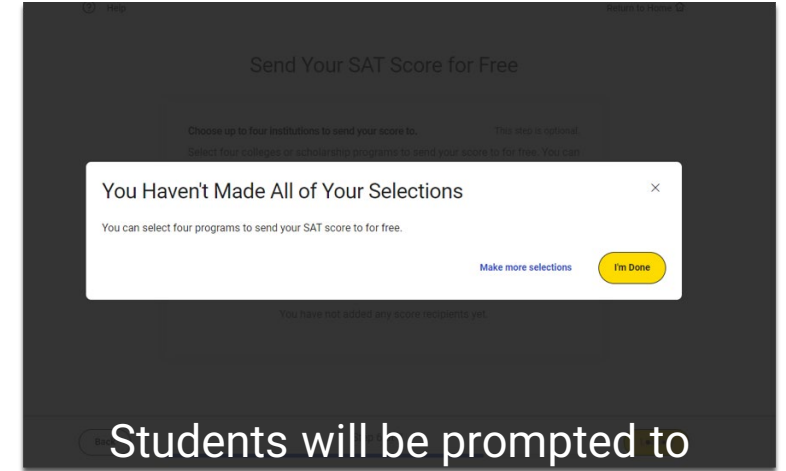 Help
Return to Home
Send Your SAT Score for Free
Choose up to four institutions to send your score to.
This step is optional.
Select four colleges or scholarship programs to send your score to for free. You can
You Haven't Made All of Your Selections
You can select four programs to send your SAT score to for free.
Make more selections
I'm Done
You have not added any score recipients yet.
Students will be prompted to